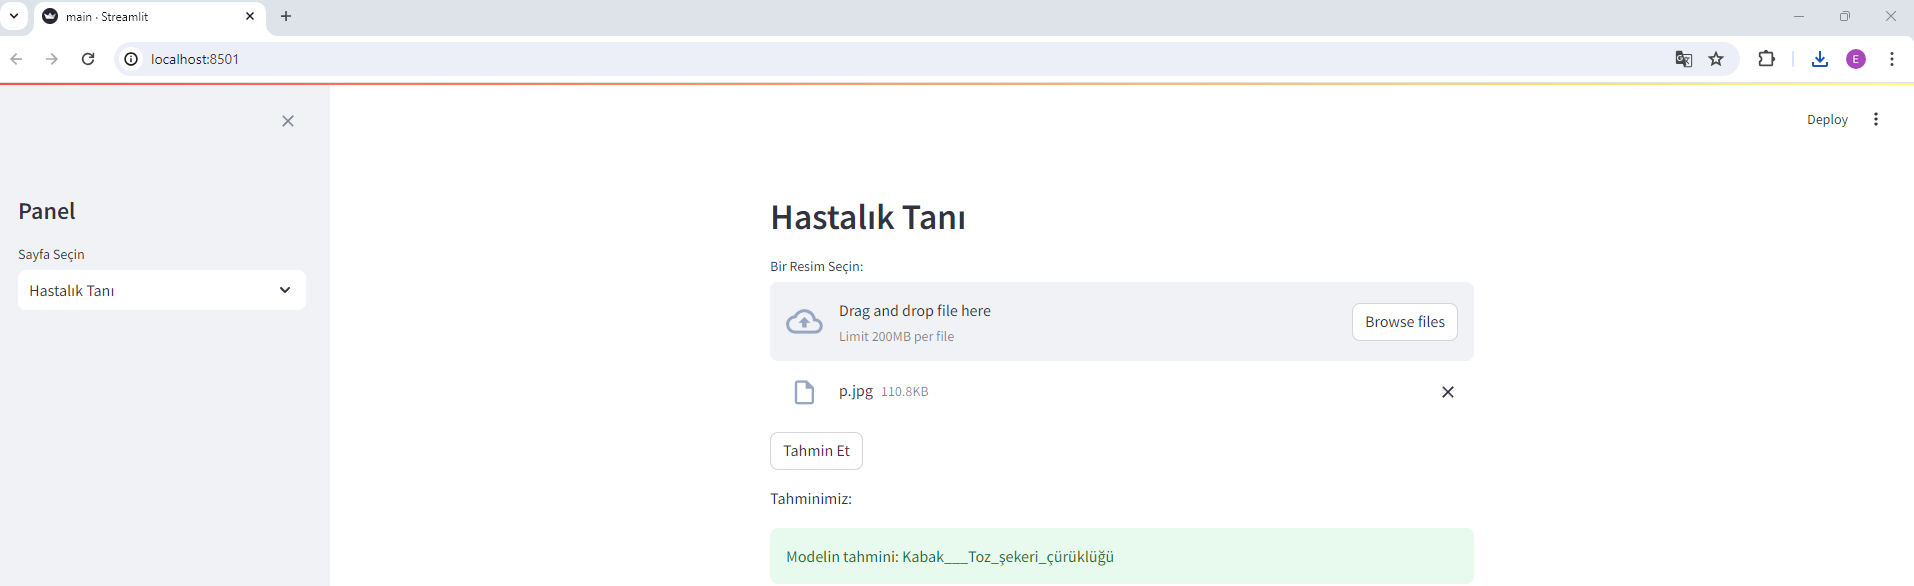 main · Streamlit
localhost:8501
E
Deploy
Panel
Sayfa Seçin
Hastalık Tanı
Hastalık Tanı
Bir Resim Seçin:
Drag and drop file here
Limit 200MB per file
Browse files
p.jpg 110.8KB
Tahmin Et
Tahminimiz:
Modelin tahmini: Kabak___Toz_şekeri_çürüklüğü